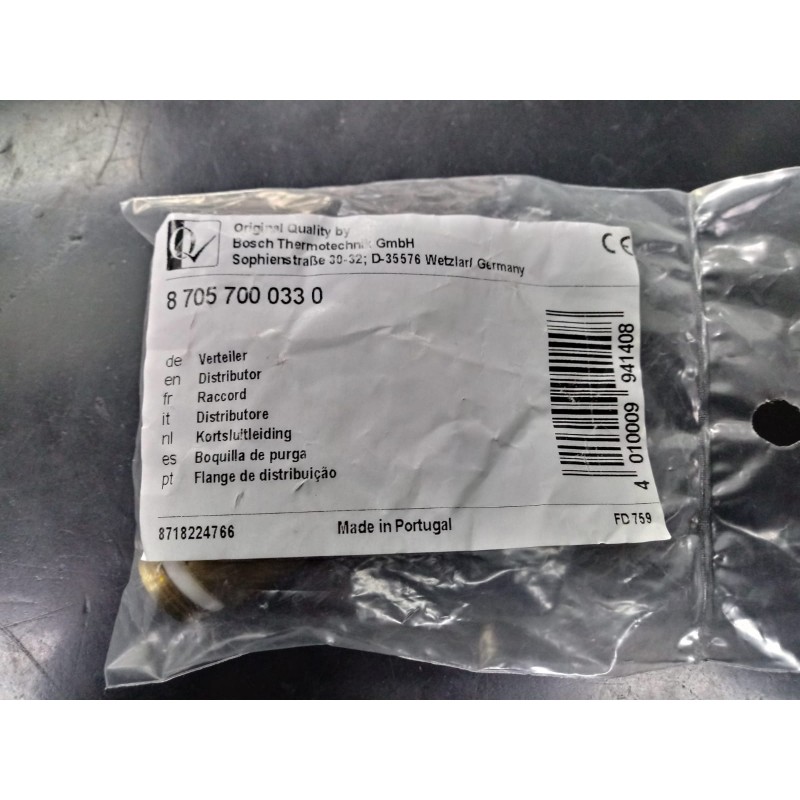 Original Quality by
Bosch Thermotechnik GmbH
Sophienstraße 30-32; D-35576 Wetzlar/ Germany
CE
8 705 700 033 0
de Verteiler
en Distributor
fr Raccord
it Distributore
nl Kortsluitleiding
es Boquilla de purga
pt Flange de distribuição
4 010009 941408
8718224766
Made in Portugal
FD 759